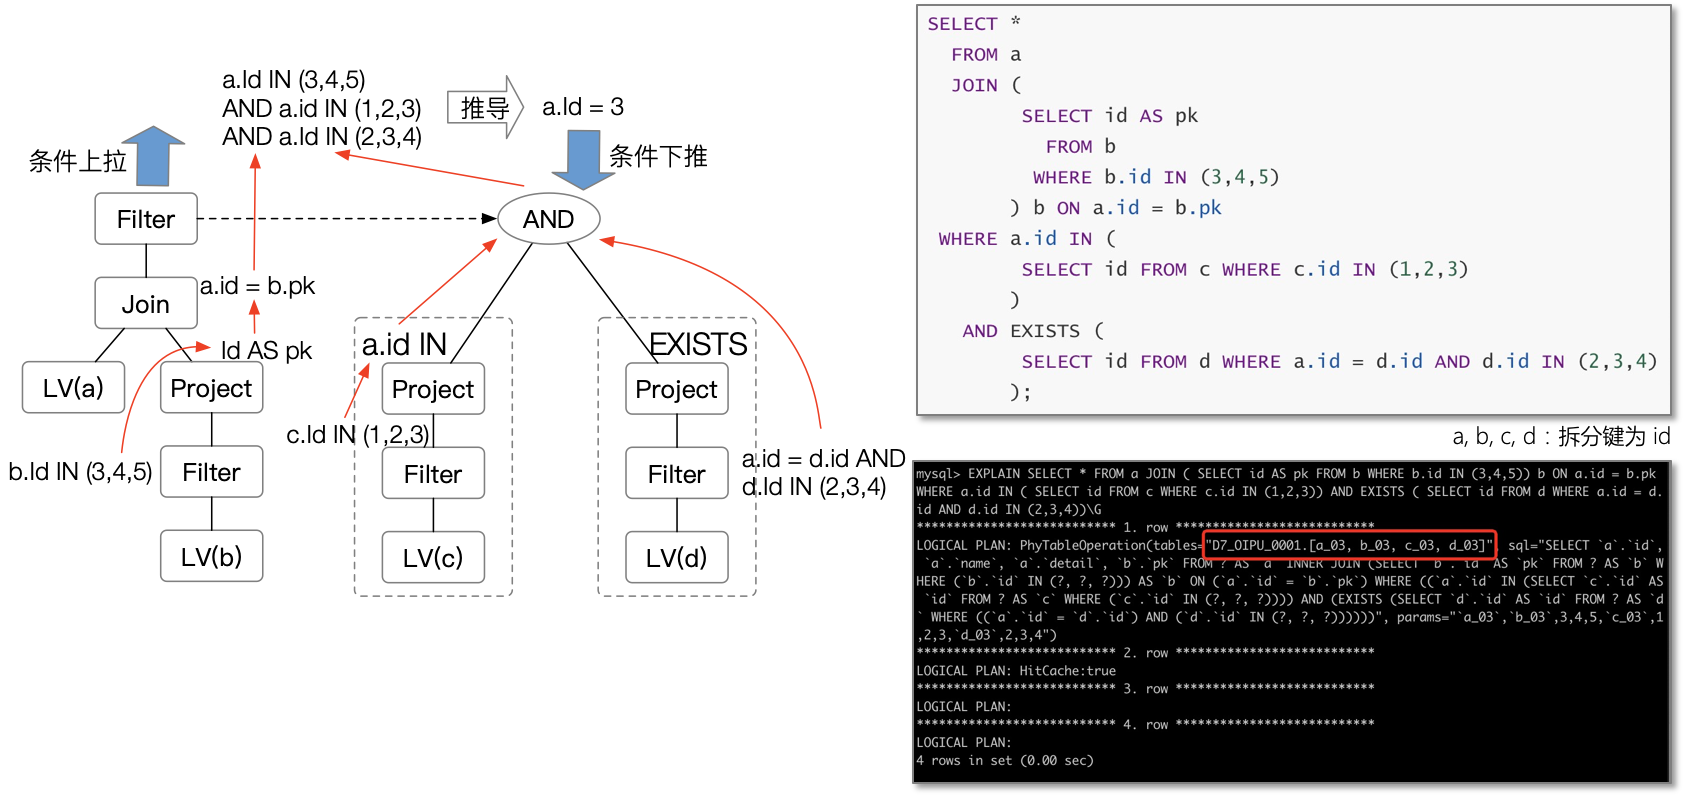 a.Id IN (3,4,5)
AND a.id IN (1,2,3)
AND a.Id IN (2,3,4)
推导
a.Id = 3
条件上拉
条件下推
Filter
AND
Join
a.id = b.pk
Id AS pk
LV(a)
Project
b.Id IN (3,4,5)
Filter
LV(b)
a.id IN
Project
c.Id IN (1,2,3)
Filter
LV(c)
EXISTS
Project
Filter
a.id = d.id AND
d.Id IN (2,3,4)
LV(d)
SELECT *
FROM a
JOIN (
SELECT id AS pk
FROM b
WHERE b.id IN (3,4,5)
) b ON a.id = b.pk
WHERE a.id IN (
SELECT id FROM c WHERE c.id IN (1,2,3)
)
AND EXISTS (
SELECT id FROM d WHERE a.id = d.id AND d.id IN (2,3,4)
);
a, b, c, d : 拆分键为 id
mysql> EXPLAIN SELECT * FROM a JOIN ( SELECT id AS pk FROM b WHERE b.id IN (3,4,5)) b ON a.id = b.pk
WHERE a.id IN ( SELECT id FROM c WHERE c.id IN (1,2,3)) AND EXISTS ( SELECT id FROM d WHERE a.id = d.
id AND d.id IN (2,3,4))\G
*************************** 1. row ***************************
LOGICAL PLAN: PhyTableOperation(tables="D7_OIPU_0001.[a_03, b_03, c_03, d_03]", sql="SELECT `a`.`id`,
`a`.`name`, `a`.`detail`, `b`.`pk` FROM ? AS `a` INNER JOIN (SELECT `b`.`id` AS `pk` FROM ? AS `b` W
HERE (`b`.`id` IN (?, ?, ?))) AS `b` ON (`a`.`id` = `b`.`pk`) WHERE ((`a`.`id` IN (SELECT `c`.`id` AS
`id` FROM ? AS `c` WHERE (`c`.`id` IN (?, ?, ?)))) AND (EXISTS (SELECT `d`.`id` AS `id` FROM ? AS `d
` WHERE ((`a`.`id` = `d`.`id`) AND (`d`.`id` IN (?, ?, ?))))))", params="`a_03`,`b_03`,3,4,5,`c_03`,1
,2,3,`d_03`,2,3,4")
*************************** 2. row ***************************
LOGICAL PLAN: HitCache:true
*************************** 3. row ***************************
LOGICAL PLAN:
*************************** 4. row ***************************
LOGICAL PLAN:
4 rows in set (0.00 sec)